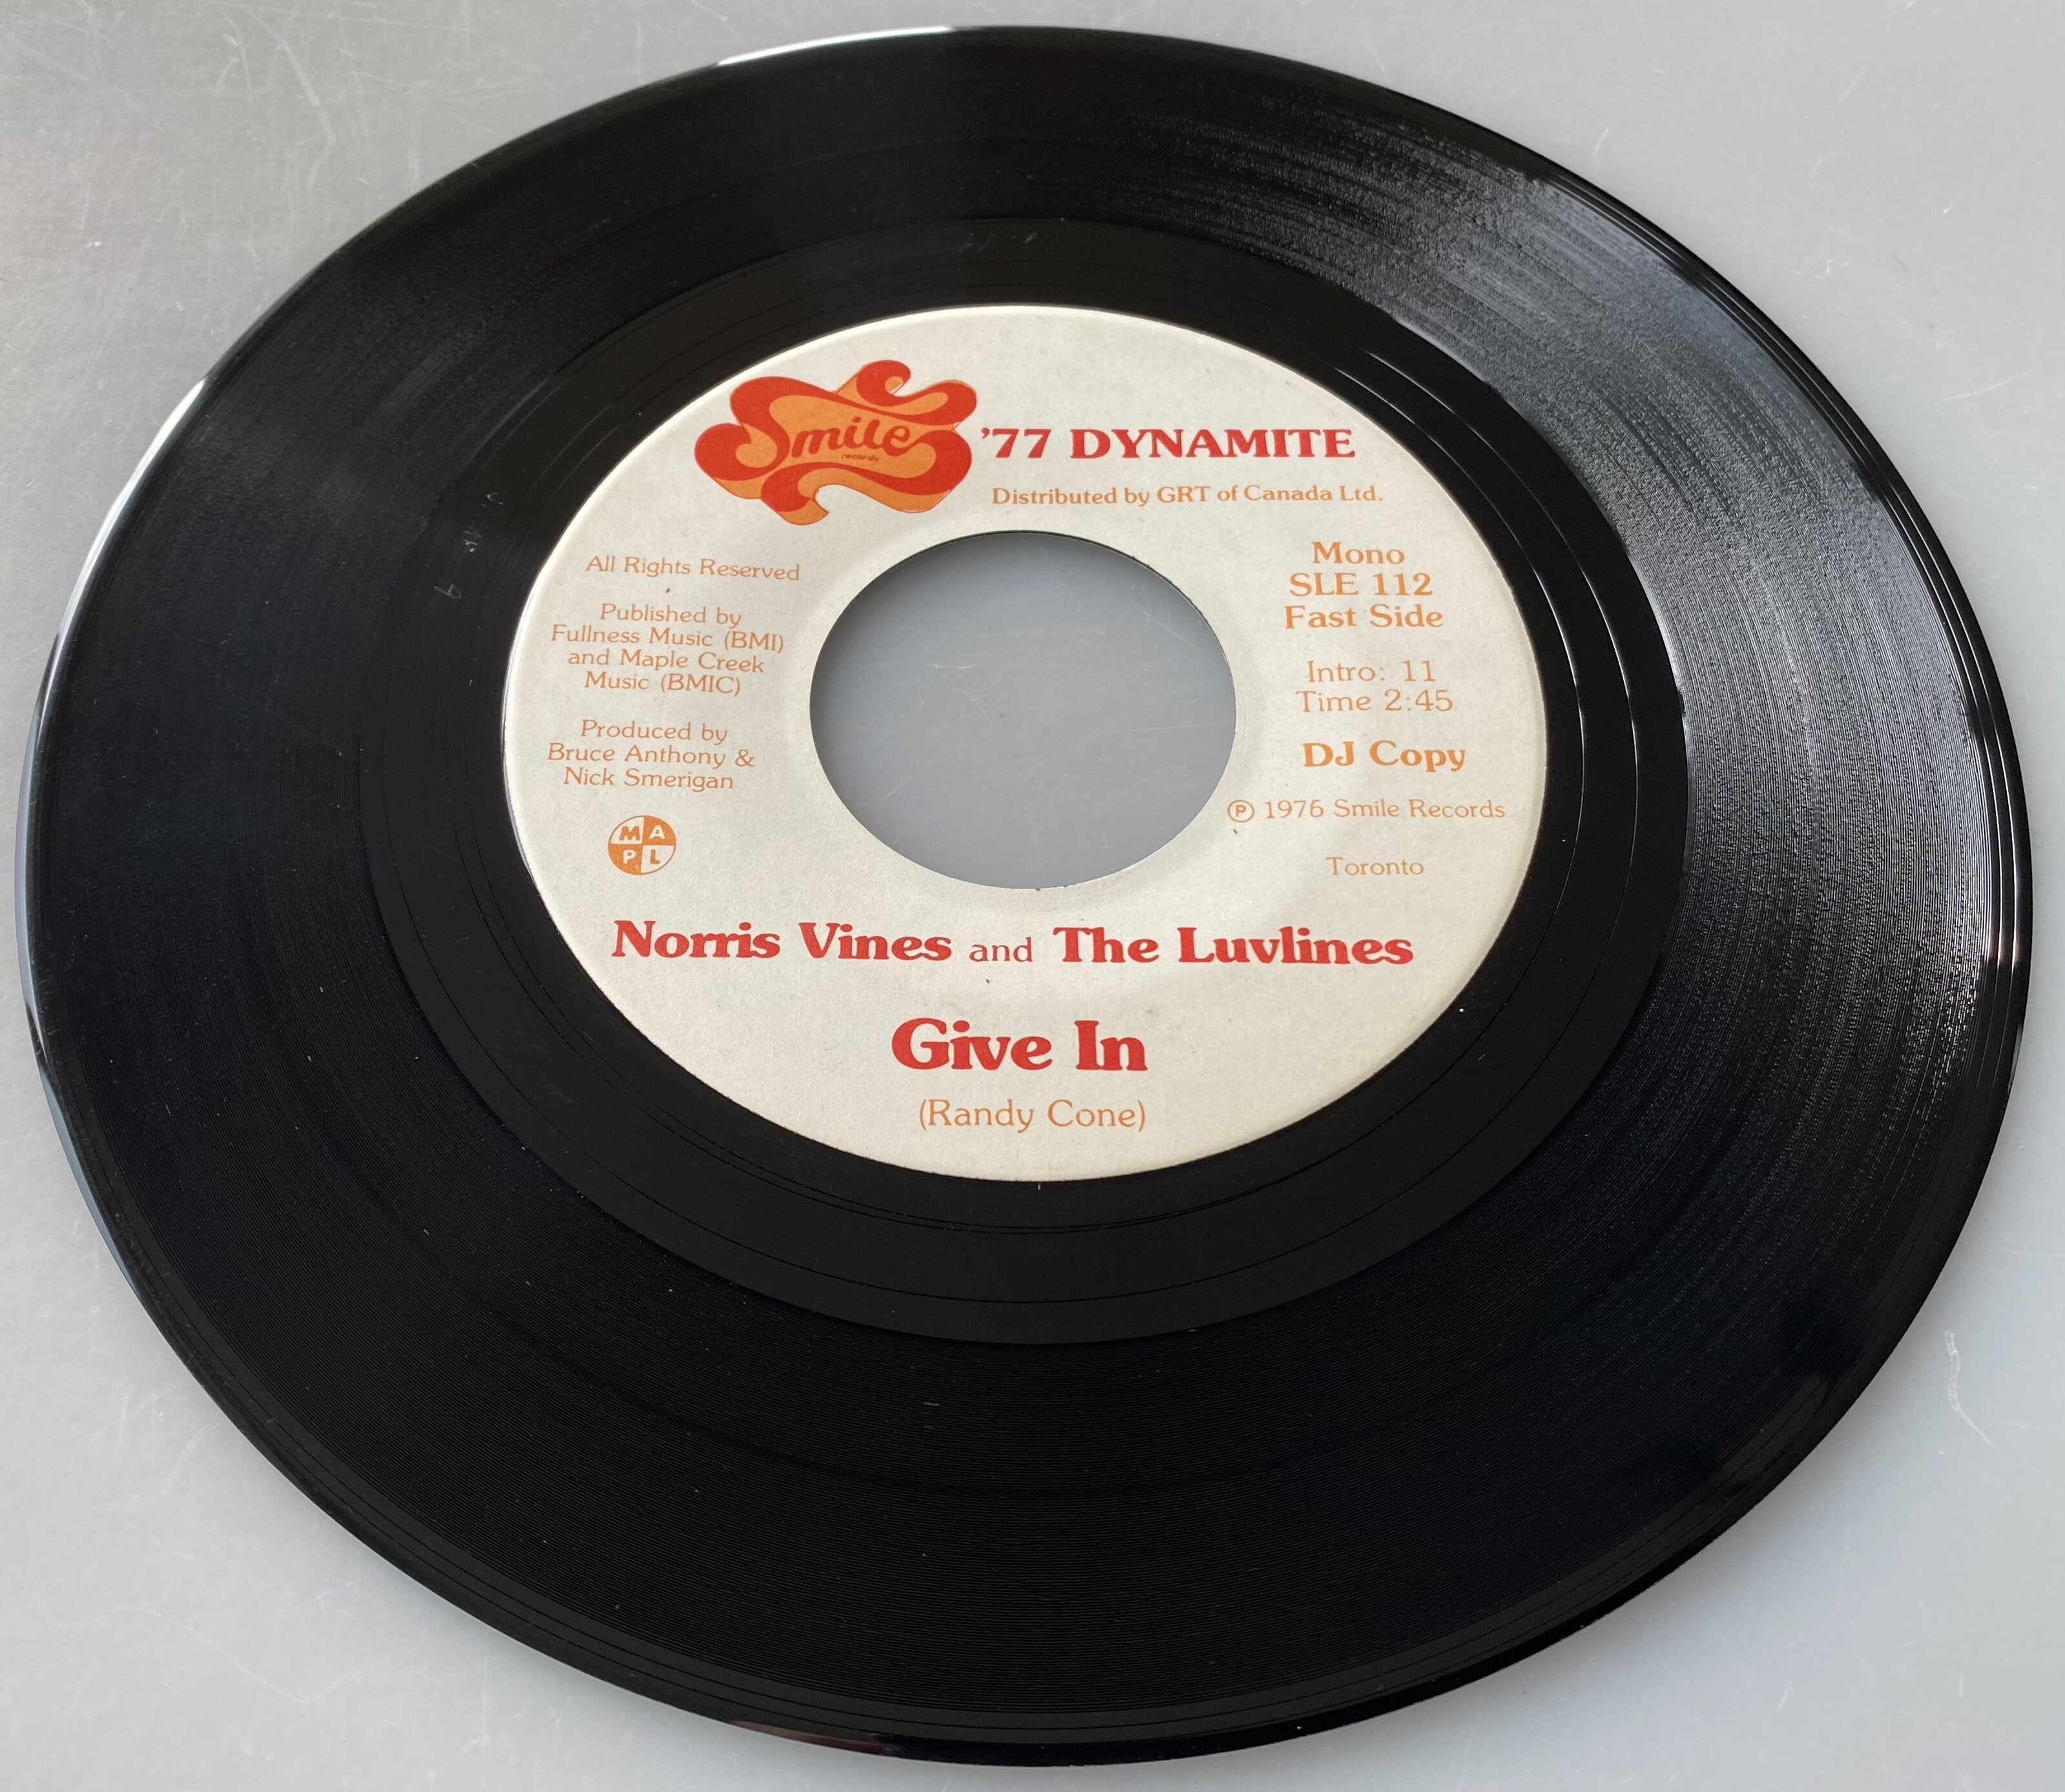 Smile
records
'77 DYNAMITE
Distributed by GRT of Canada Ltd.
All Rights Reserved
Published by
Fullness Music (BMI)
and Maple Creek
Music (BMIC)
Produced by
Bruce Anthony &
Nick Smerigan
M A
P L
Mono
SLE 112
Fast Side
Intro: 11
Time 2:45
DJ Copy
℗ 1976 Smile Records
Toronto
Norris Vines and The Luvlines
Give In
(Randy Cone)